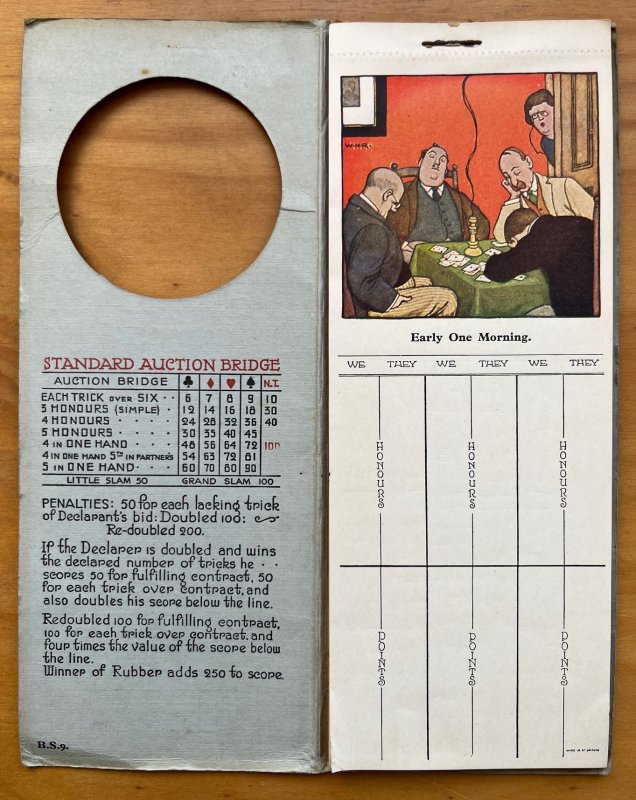 STANDARD AUCTION BRIDGE
AUCTION BRIDGE ♣ ♦ ♥ ♠ N.T.
EACH TRICK OVER SIX · · 6 7 8 9 10
3 HONOURS (SIMPLE) · 12 14 16 18 30
4 HONOURS · · · · 24 28 32 36 40
5 HONOURS · · · · 30 35 40 45
4 IN ONE HAND · · · 48 56 64 72 100
4 IN ONE HAND 5TH IN PARTNER'S 54 63 72 81
5 IN ONE HAND · · · · 60 70 80 90
LITTLE SLAM 50 GRAND SLAM 100
PENALTIES: 50 for each lacking trick
of Declarant's bid: Doubled 100:
Re-doubled 200.
If the Declarer is doubled and wins
the declared number of tricks he · ·
scores 50 for fulfilling contract, 50
for each trick over contract, and
also doubles his score below the line.
Redoubled 100 for fulfilling contract,
100 for each trick over contract. and
four times the value of the score below
the line.
Winner of Rubber adds 250 to score.
B.S.9.
W.H.R.
Early One Morning.
WE THEY WE THEY WE THEY
HONOURS HONOURS HONOURS
POINTS POINTS POINTS
MADE IN GT. BRITAIN